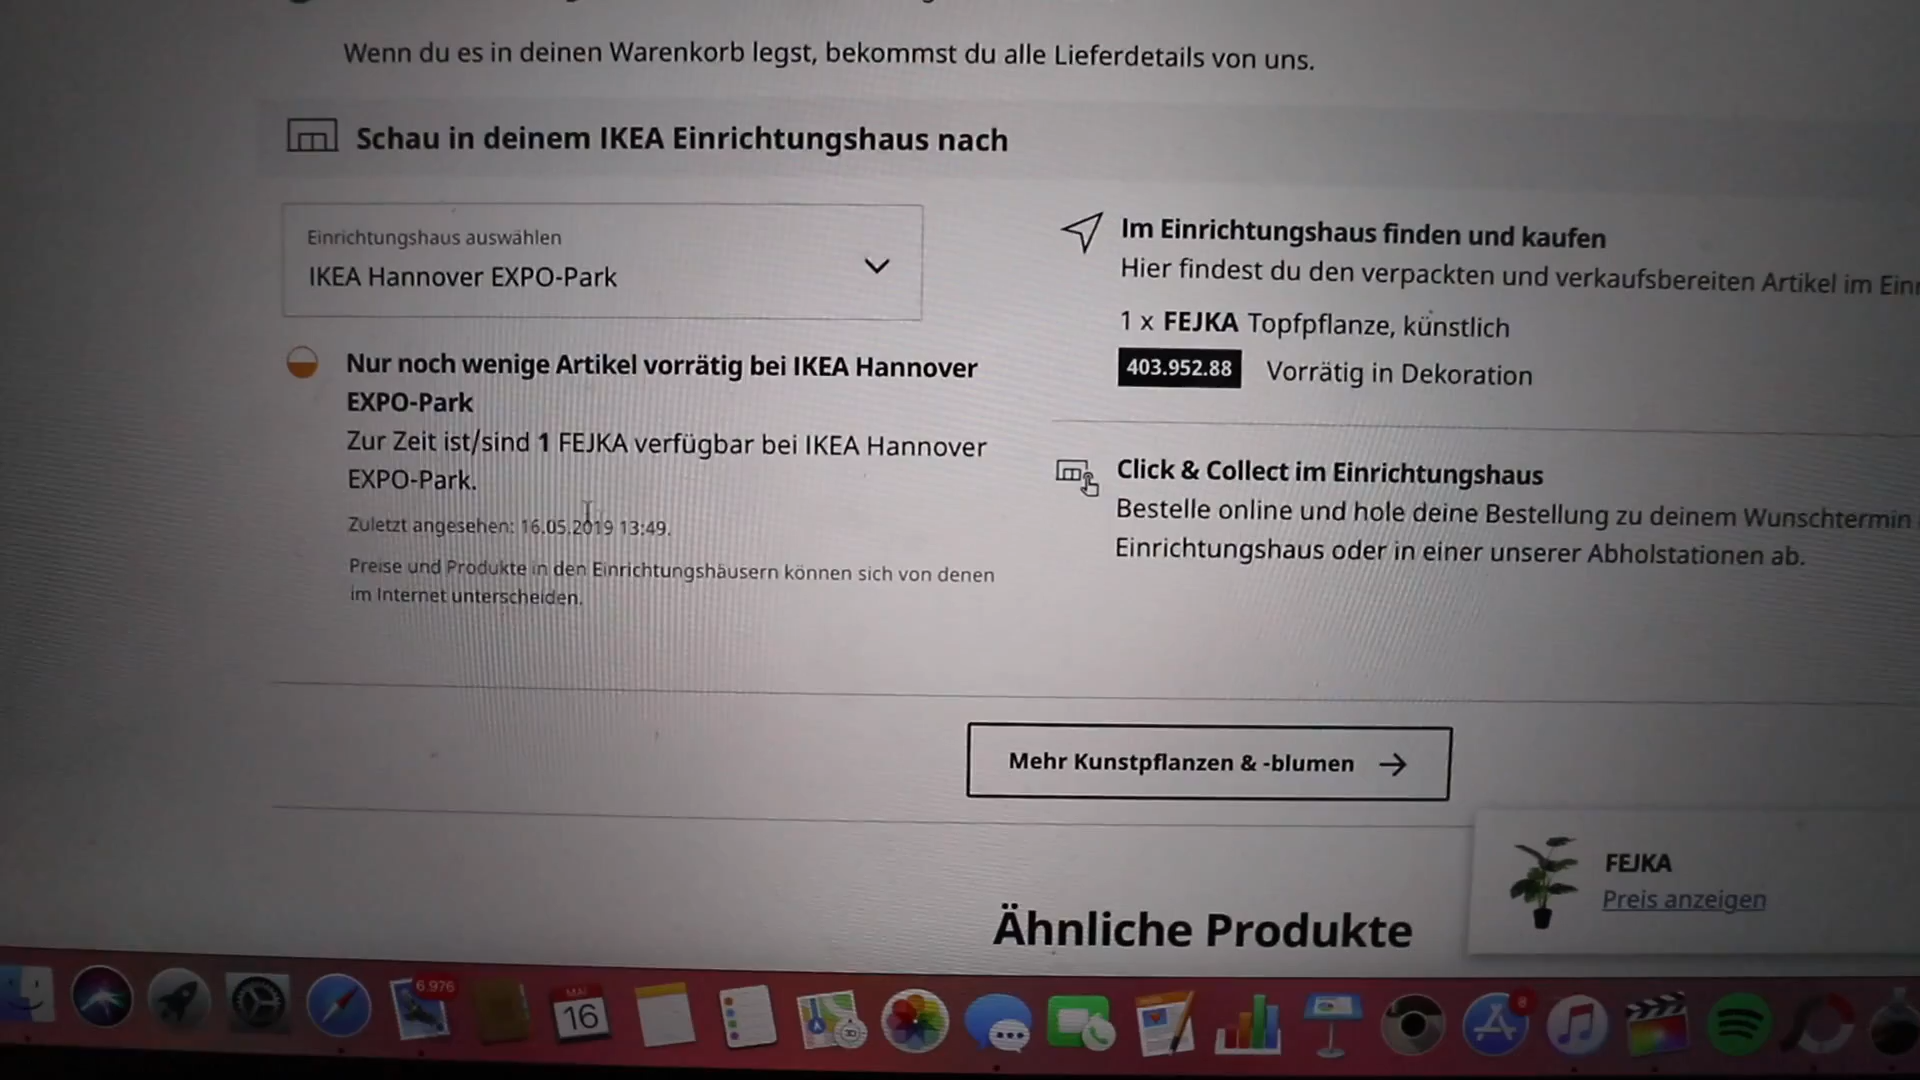 Wenn du es in deinen Warenkorb legst, bekommst du alle Lieferdetails von uns.
Schau in deinem IKEA Einrichtungshaus nach
Einrichtungshaus auswählen
IKEA Hannover EXPO-Park
Nur noch wenige Artikel vorrätig bei IKEA Hannover
EXPO-Park
Zur Zeit ist/sind 1 FEJKA verfügbar bei IKEA Hannover
EXPO-Park.
Zuletzt angesehen: 16.05.2019 13:49.
Preise und Produkte in den Einrichtungshäusern können sich von denen
im Internet unterscheiden.
Im Einrichtungshaus finden und kaufen
Hier findest du den verpackten und verkaufsbereiten Artikel im
1 x FEJKA Topfpflanze, künstlich
403.952.88 Vorrätig in Dekoration
Click & Collect im Einrichtungshaus
Bestelle online und hole deine Bestellung zu deinem Wunschtermin
Einrichtungshaus oder in einer unserer Abholstationen ab.
Mehr Kunstpflanzen & -blumen
FEJKA
Preis anzeigen
Ähnliche Produkte
6.976
MAI
16
3D
8